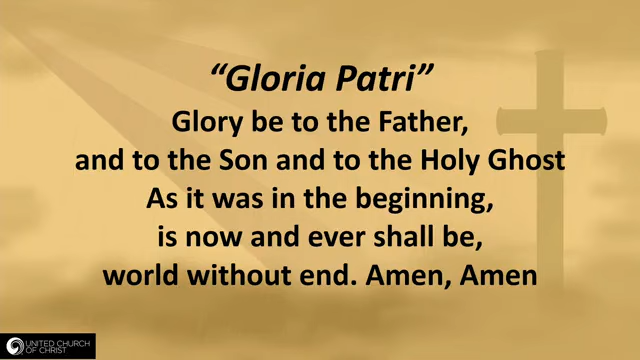 “Gloria Patri”
Glory be to the Father,
and to the Son and to the Holy Ghost
As it was in the beginning,
is now and ever shall be,
world without end. Amen, Amen
UNITED CHURCH
OF CHRIST